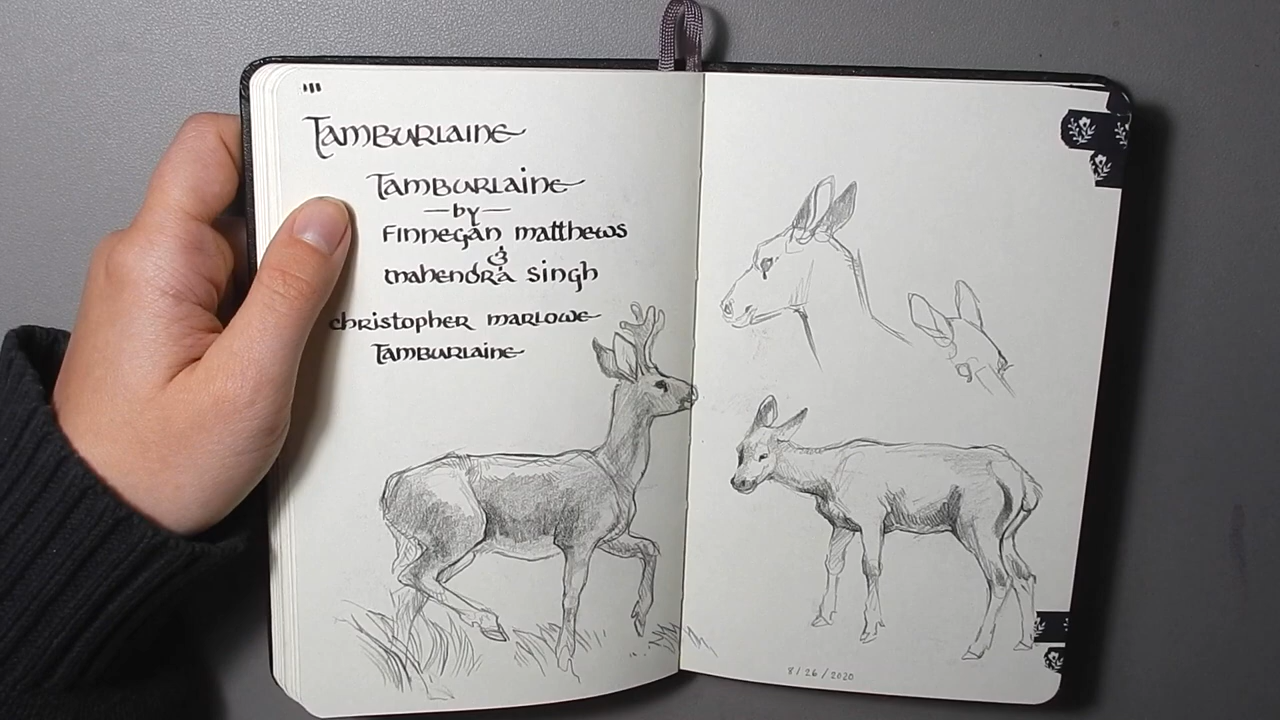 Tamburlaine
Tamburlaine
—by—
Finnegan Matthews
&
Mahendra Singh
Christopher Marlowe
Tamburlaine
8/26/2020